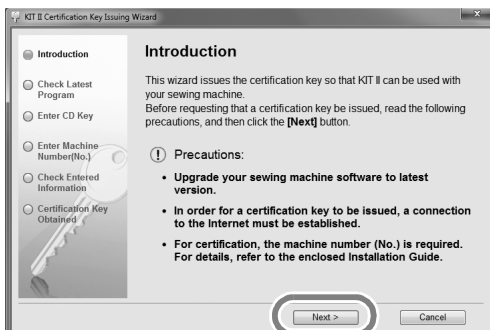 KIT II Certification Key Issuing Wizard
x
Introduction
Check Latest
Program
Enter CD Key
Enter Machine
Number(No.)
Check Entered
Information
Certification Key
Obtained
Introduction
This wizard issues the certification key so that KIT II can be used with
your sewing machine.
Before requesting that a certification key be issued, read the following
precautions, and then click the [Next] button.
! Precautions:
• Upgrade your sewing machine software to latest
version.
• In order for a certification key to be issued, a connection
to the Internet must be established.
• For certification, the machine number (No.) is required.
For details, refer to the enclosed Installation Guide.
Next >
Cancel